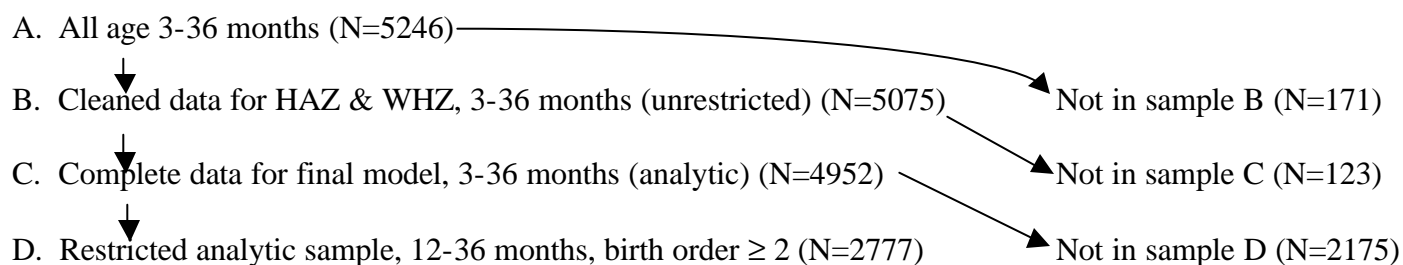 A. All age 3-36 months (N=5246)
B. Cleaned data for HAZ & WHZ, 3-36 months (unrestricted) (N=5075) Not in sample B (N=171)
C. Complete data for final model, 3-36 months (analytic) (N=4952) Not in sample C (N=123)
D. Restricted analytic sample, 12-36 months, birth order ≥ 2 (N=2777) Not in sample D (N=2175)